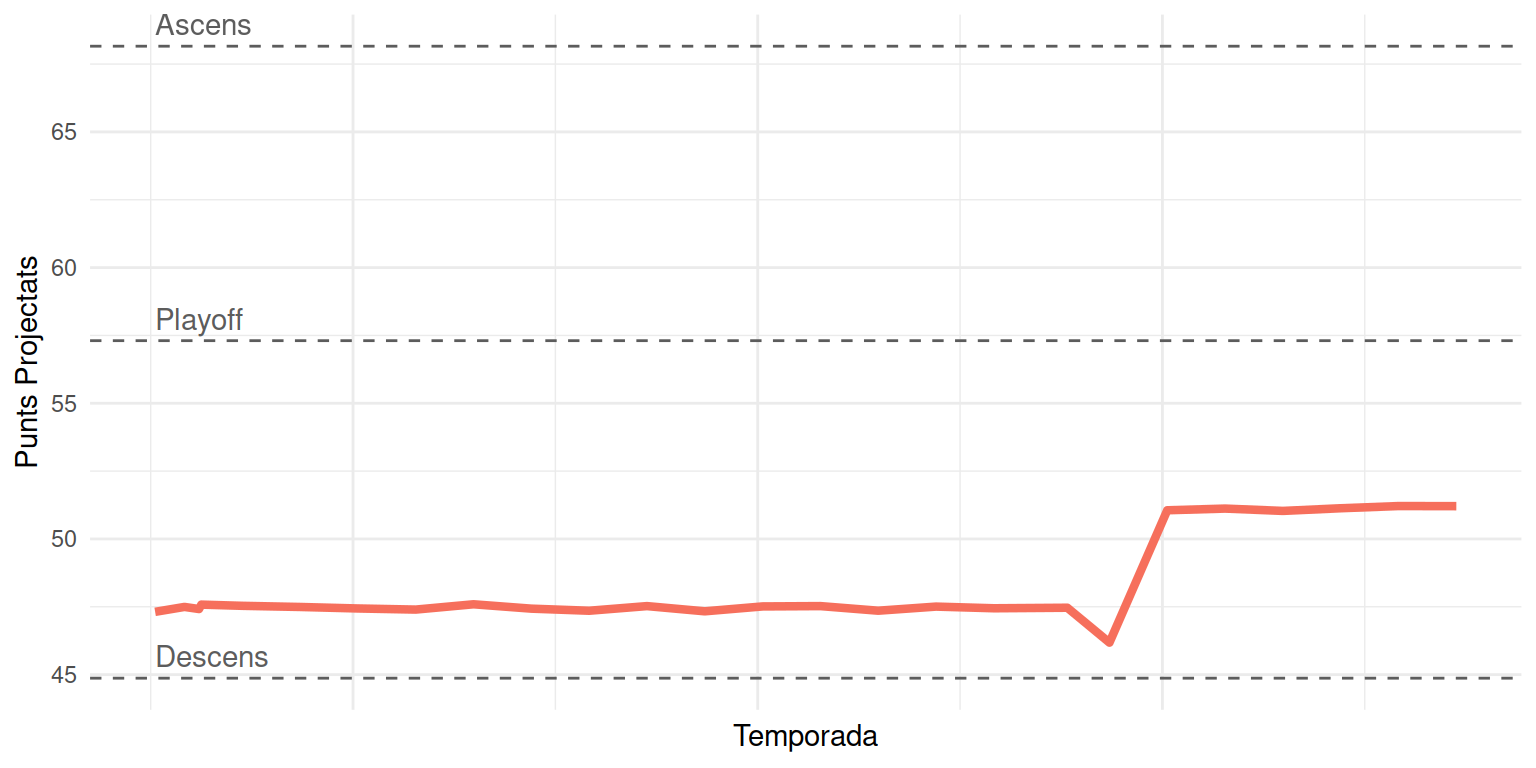 Ascens
65
60
Playoff
55
50
Descens
45
Punts Projectats
Temporada